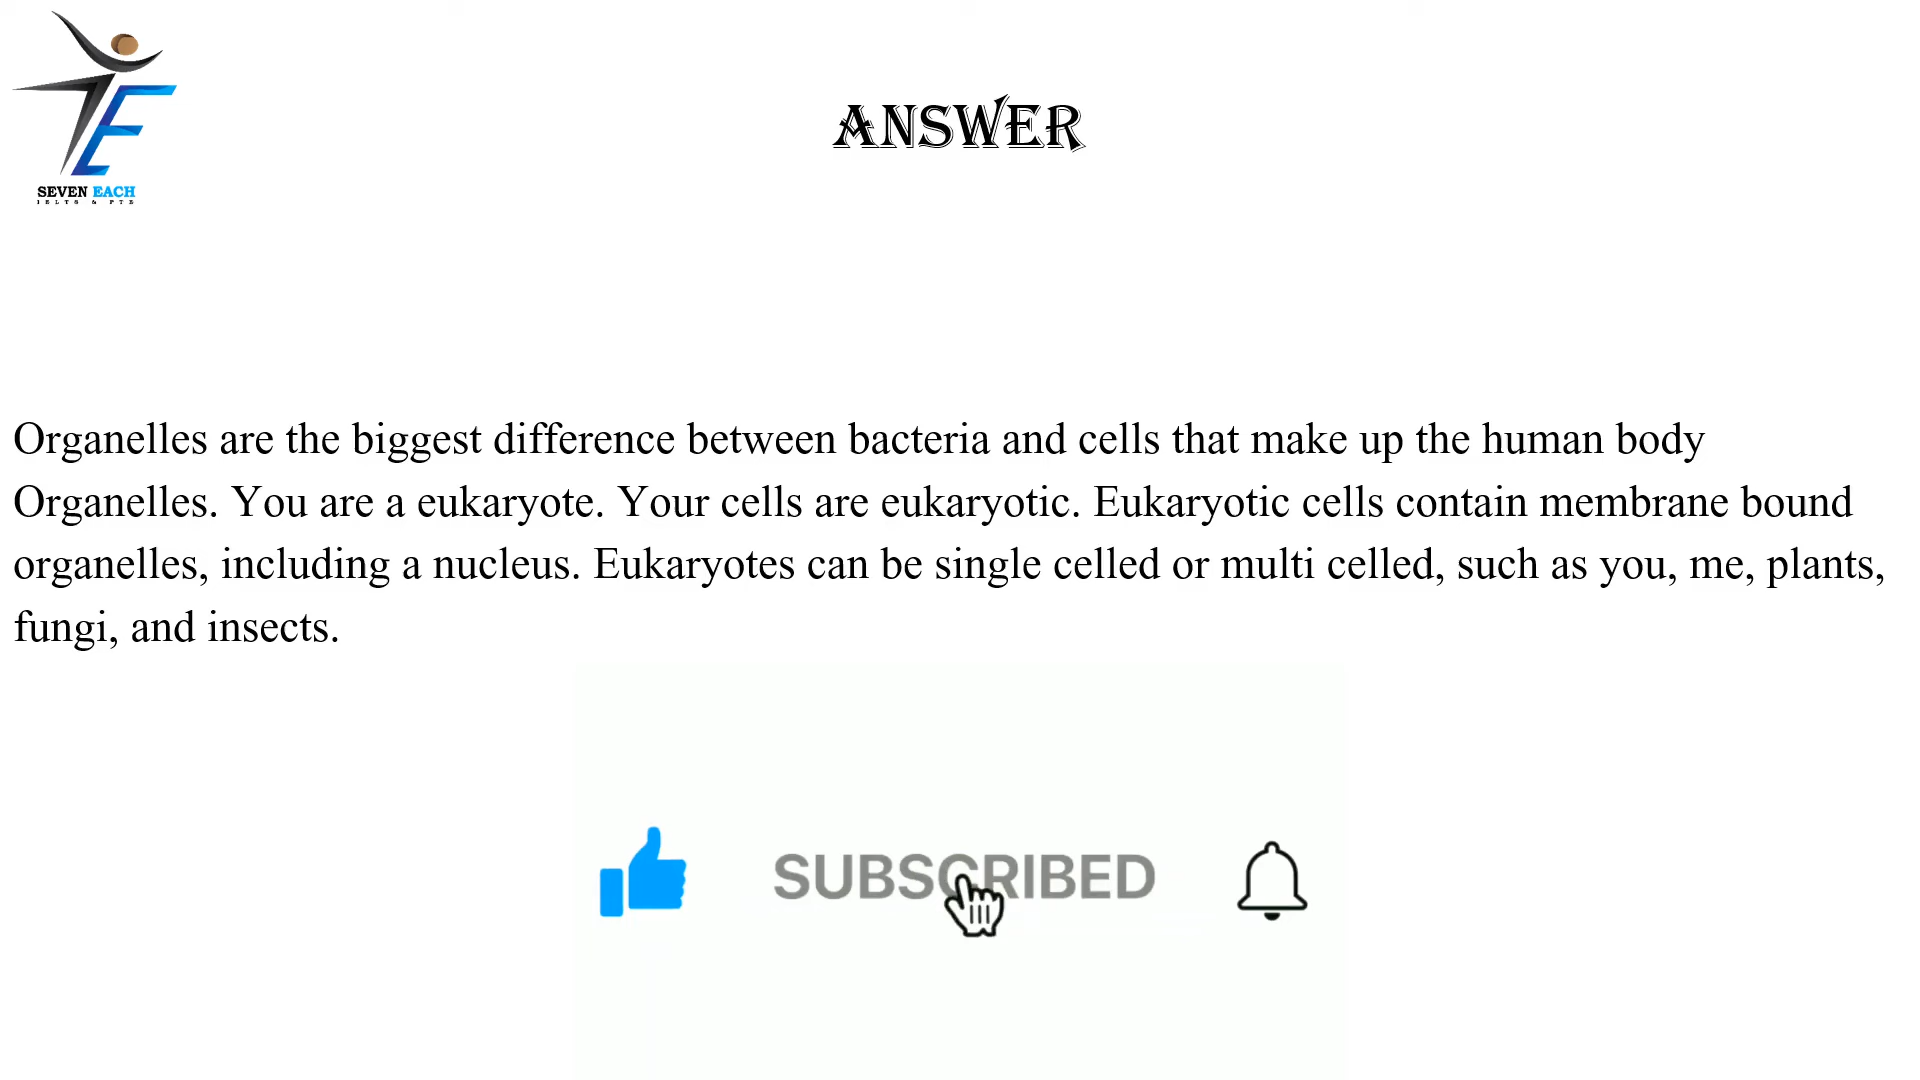 SEVEN EACH
IELTS & PTE
ANSWER
Organelles are the biggest difference between bacteria and cells that make up the human body
Organelles. You are a eukaryote. Your cells are eukaryotic. Eukaryotic cells contain membrane bound
organelles, including a nucleus. Eukaryotes can be single celled or multi celled, such as you, me, plants,
fungi, and insects.
SUBSCRIBED